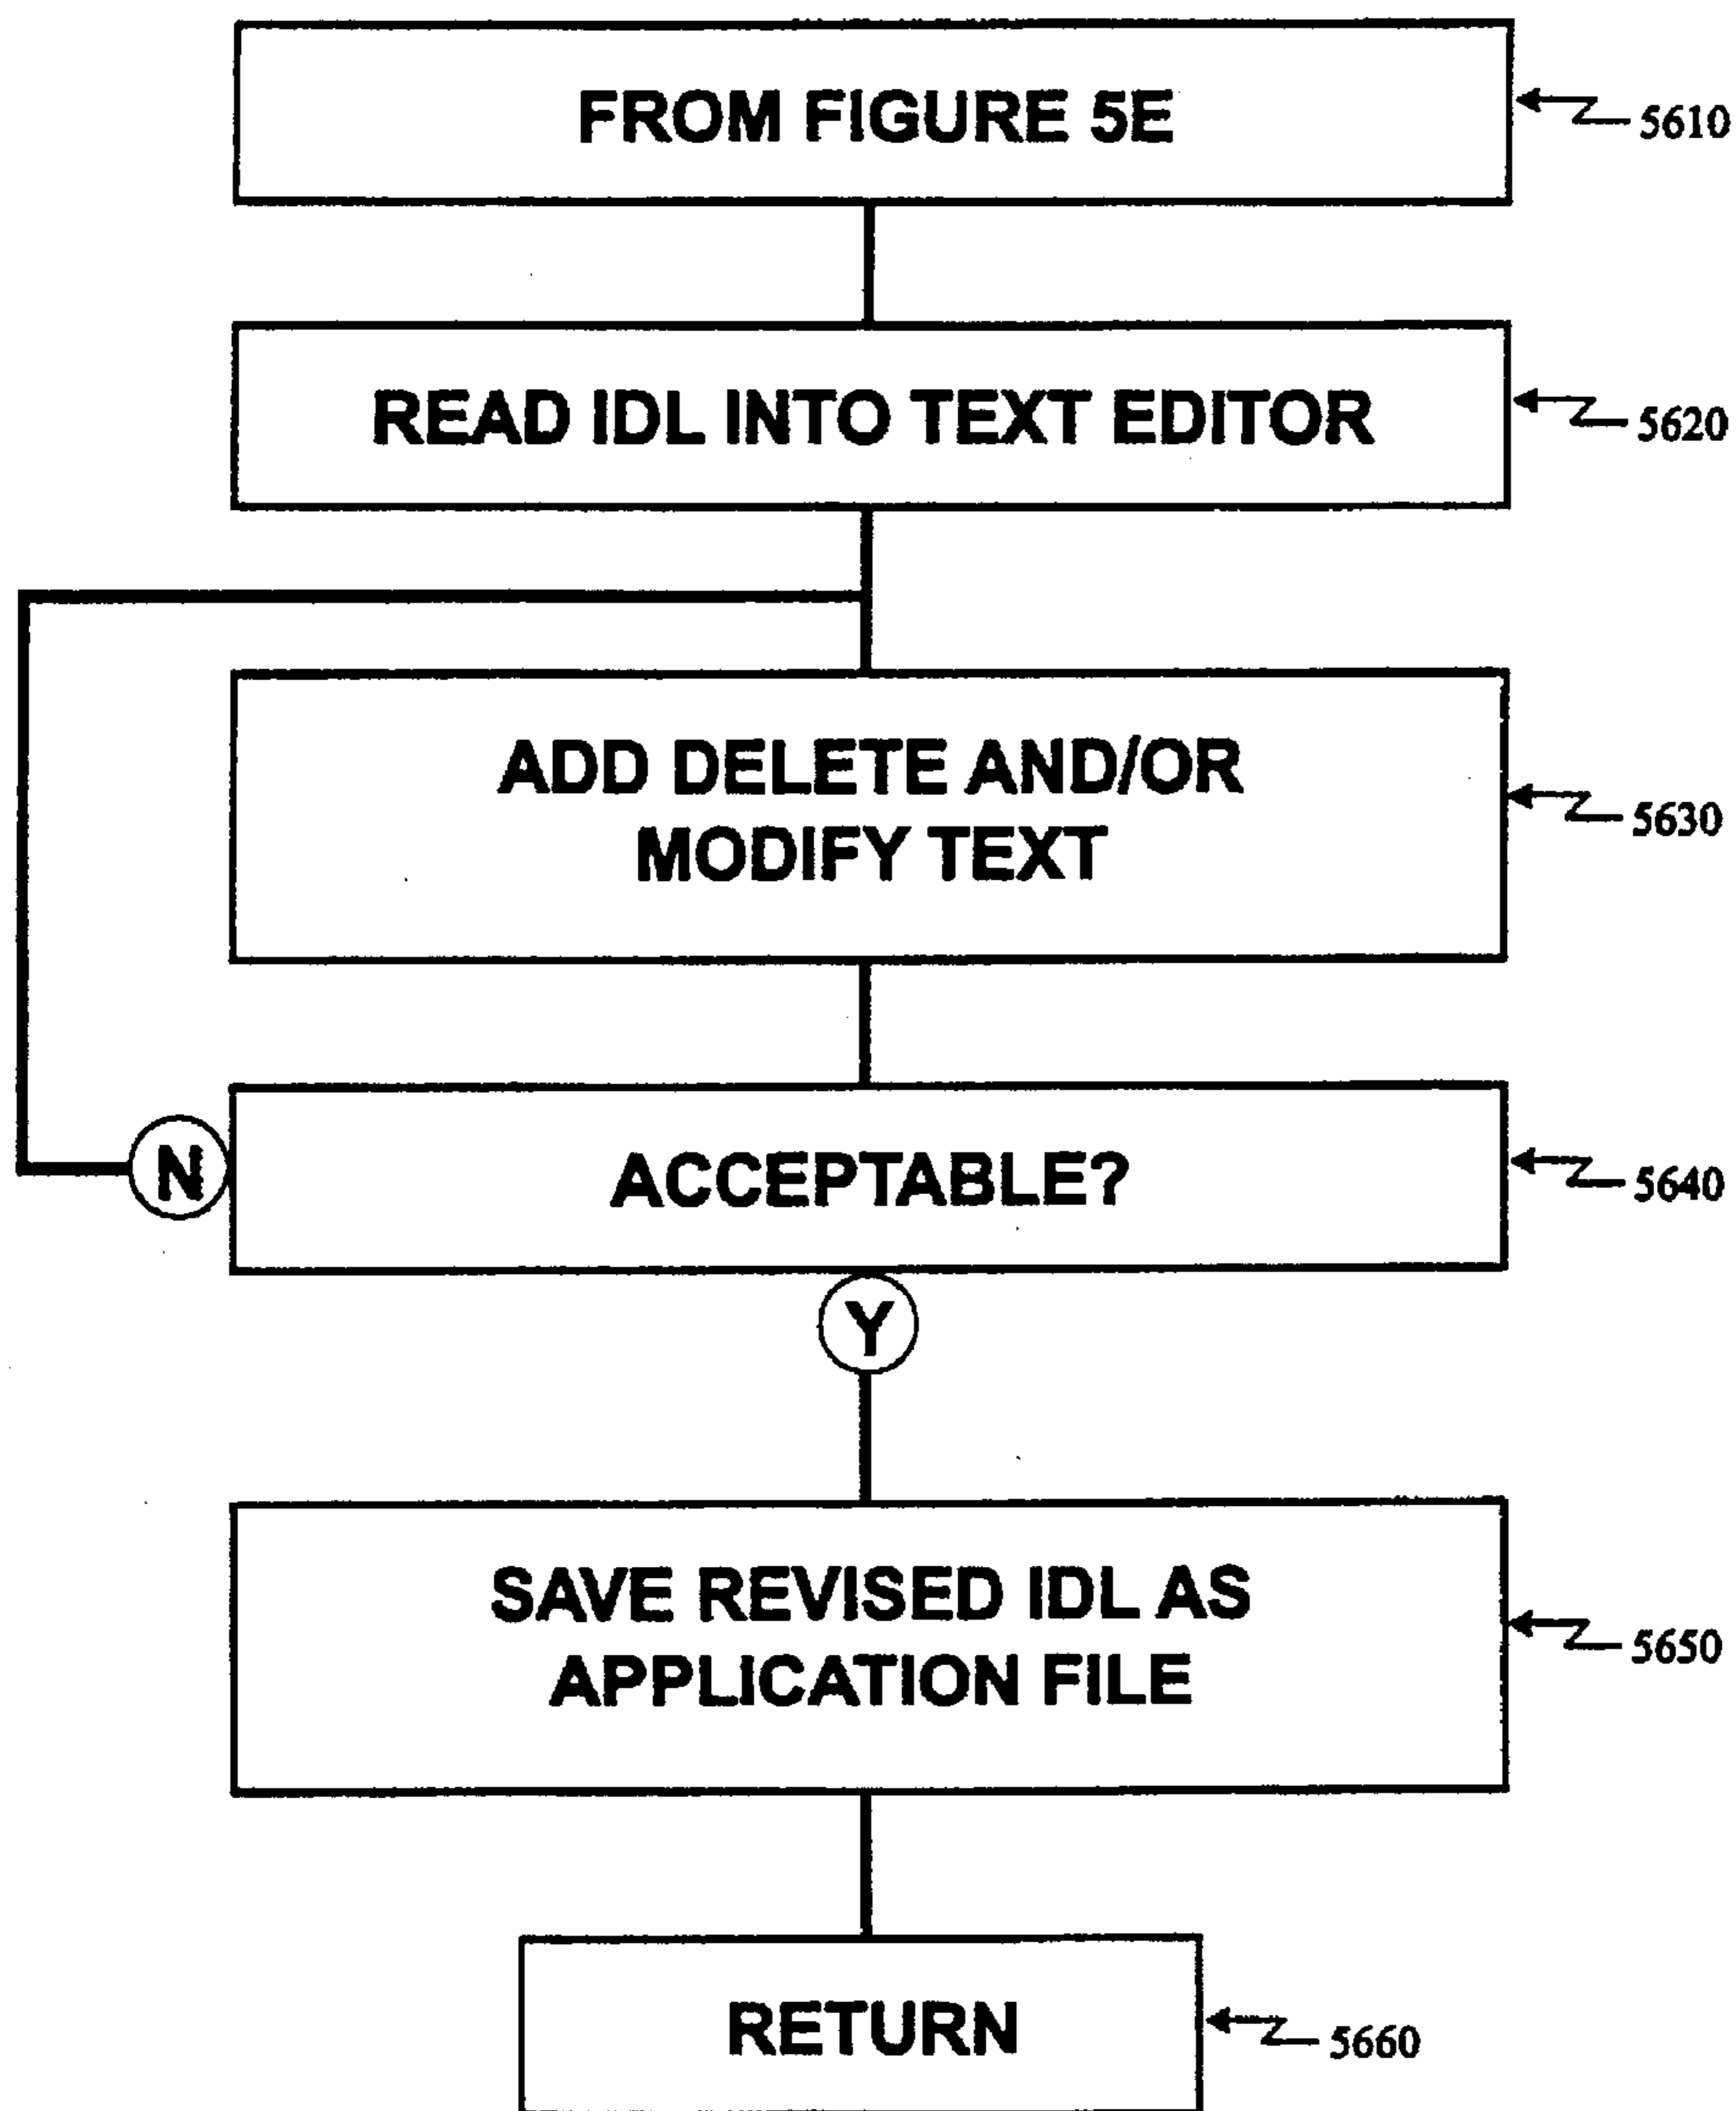 FROM FIGURE 5E
5610
READ IDL INTO TEXT EDITOR
5620
ADD DELETE AND/OR
MODIFY TEXT
5630
N
ACCEPTABLE?
5640
Y
SAVE REVISED IDL AS
APPLICATION FILE
5650
RETURN
5660